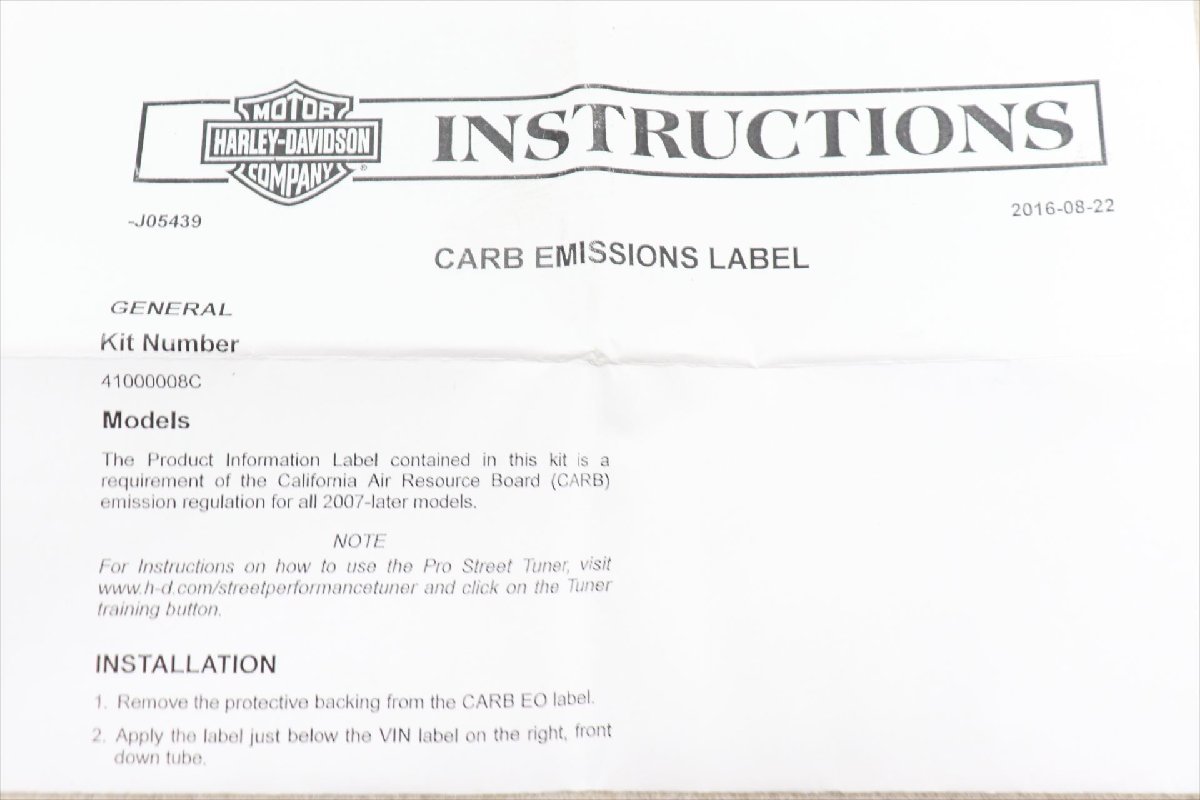 MOTOR
HARLEY-DAVIDSON
COMPANY
®
INSTRUCTIONS
-J05439
2016-08-22
CARB EMISSIONS LABEL
GENERAL
Kit Number
41000008C
Models
The Product Information Label contained in this kit is a
requirement of the California Air Resource Board (CARB)
emission regulation for all 2007-later models.
NOTE
For Instructions on how to use the Pro Street Tuner, visit
www.h-d.com/streetperformancetuner and click on the Tuner
training button.
INSTALLATION
1. Remove the protective backing from the CARB EO label.
2. Apply the label just below the VIN label on the right, front
down tube.